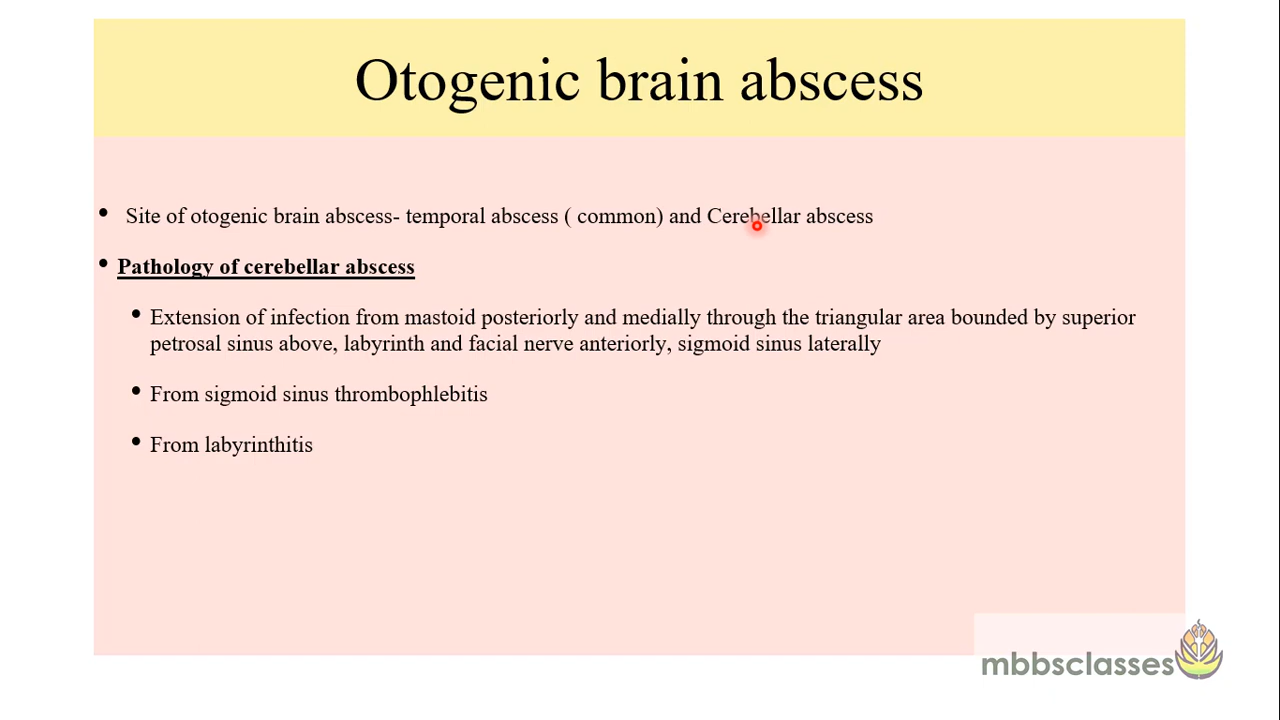 Otogenic brain abscess
• Site of otogenic brain abscess- temporal abscess ( common) and Cerebellar abscess
• Pathology of cerebellar abscess
• Extension of infection from mastoid posteriorly and medially through the triangular area bounded by superior
petrosal sinus above, labyrinth and facial nerve anteriorly, sigmoid sinus laterally
• From sigmoid sinus thrombophlebitis
• From labyrinthitis
mbbsclasses